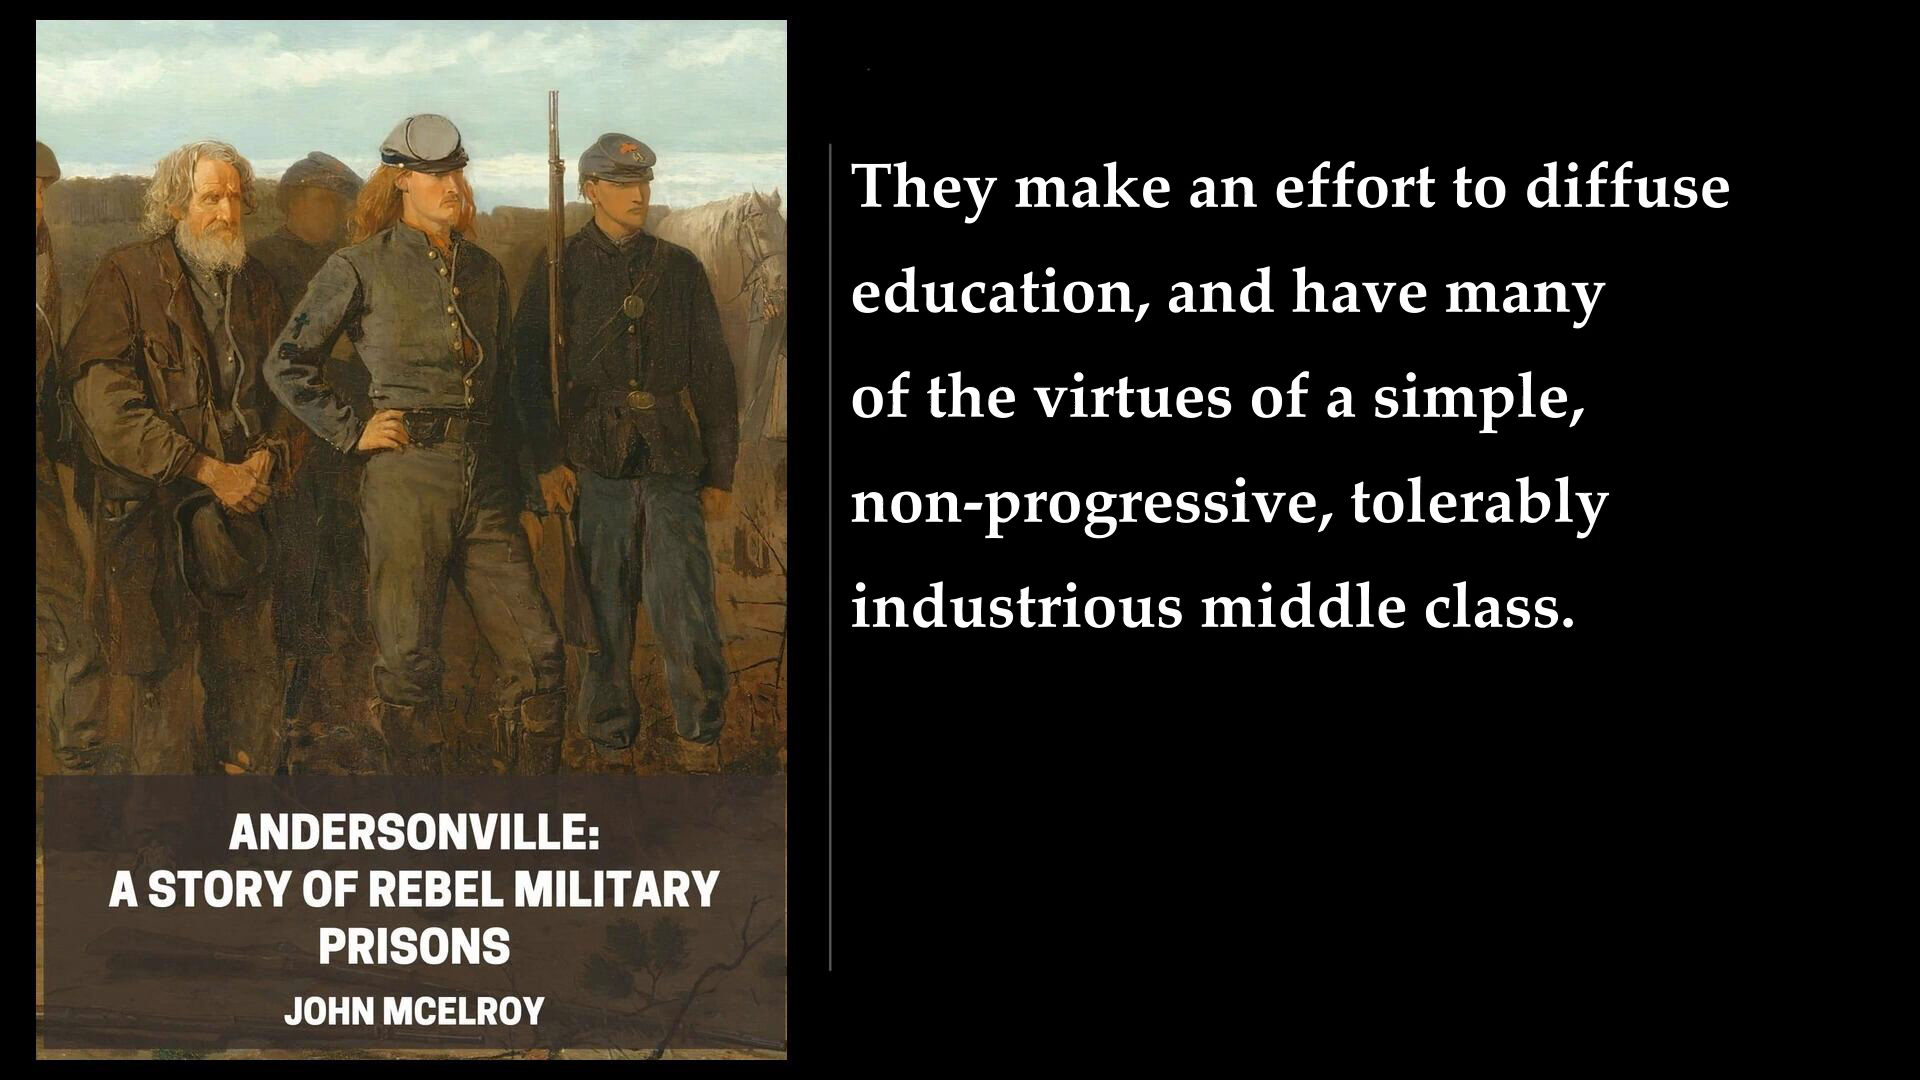 They make an effort to diffuse
education, and have many
of the virtues of a simple,
non-progressive, tolerably
industrious middle class.
ANDERSONVILLE:
A STORY OF REBEL MILITARY
PRISONS
JOHN MCELROY